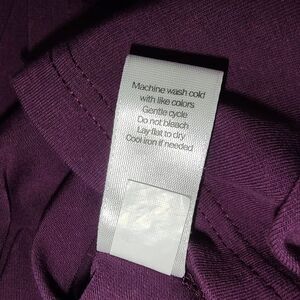 Machine wash cold
with like colors
Gentle cycle
Do not bleach
Lay flat to dry
Cool iron if needed